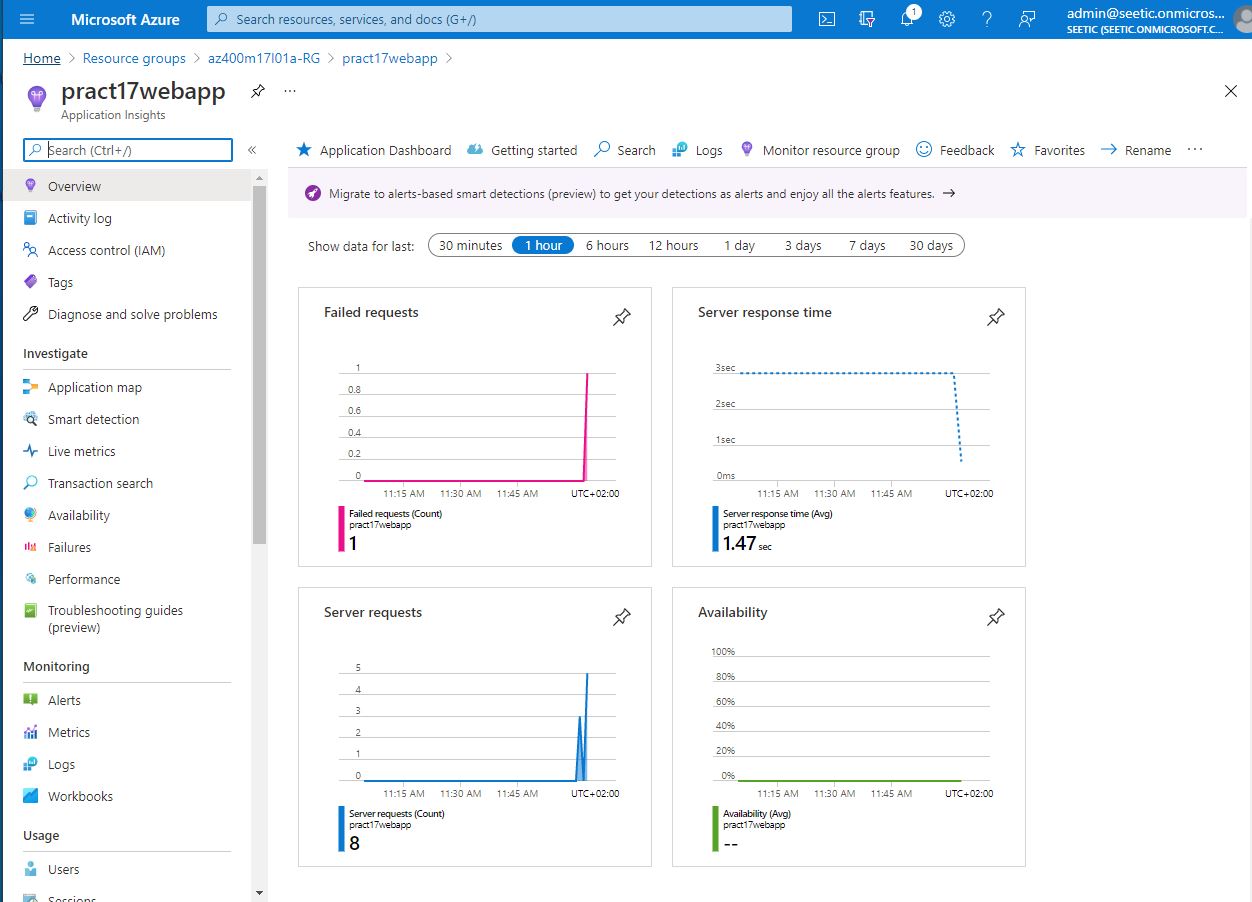 Microsoft Azure
Search resources, services, and docs (G+/)
1
admin@seetic.onmicros...
SEETIC (SEETIC.ONMICROSOFT.C...
Home > Resource groups > az400m17l01a-RG > pract17webapp >
pract17webapp
...
Application Insights
Search (Ctrl+/)
«
Overview
Activity log
Access control (IAM)
Tags
Diagnose and solve problems
Investigate
Application map
Smart detection
Live metrics
Transaction search
Availability
Failures
Performance
Troubleshooting guides
(preview)
Monitoring
Alerts
Metrics
Logs
Workbooks
Usage
Users
Sessions
Application Dashboard Getting started Search Logs Monitor resource group Feedback Favorites Rename ...
Migrate to alerts-based smart detections (preview) to get your detections as alerts and enjoy all the alerts features. →
Show data for last: 30 minutes 1 hour 6 hours 12 hours 1 day 3 days 7 days 30 days
Failed requests
1
0.8
0.6
0.4
0.2
0
11:15 AM 11:30 AM 11:45 AM UTC+02:00
Failed requests (Count)
pract17webapp
1
Server response time
3sec
2sec
1sec
0ms
11:15 AM 11:30 AM 11:45 AM UTC+02:00
Server response time (Avg)
pract17webapp
1.47 sec
Server requests
5
4
3
2
1
0
11:15 AM 11:30 AM 11:45 AM UTC+02:00
Server requests (Count)
pract17webapp
8
Availability
100%
80%
60%
40%
20%
0%
11:15 AM 11:30 AM 11:45 AM UTC+02:00
Availability (Avg)
pract17webapp
--